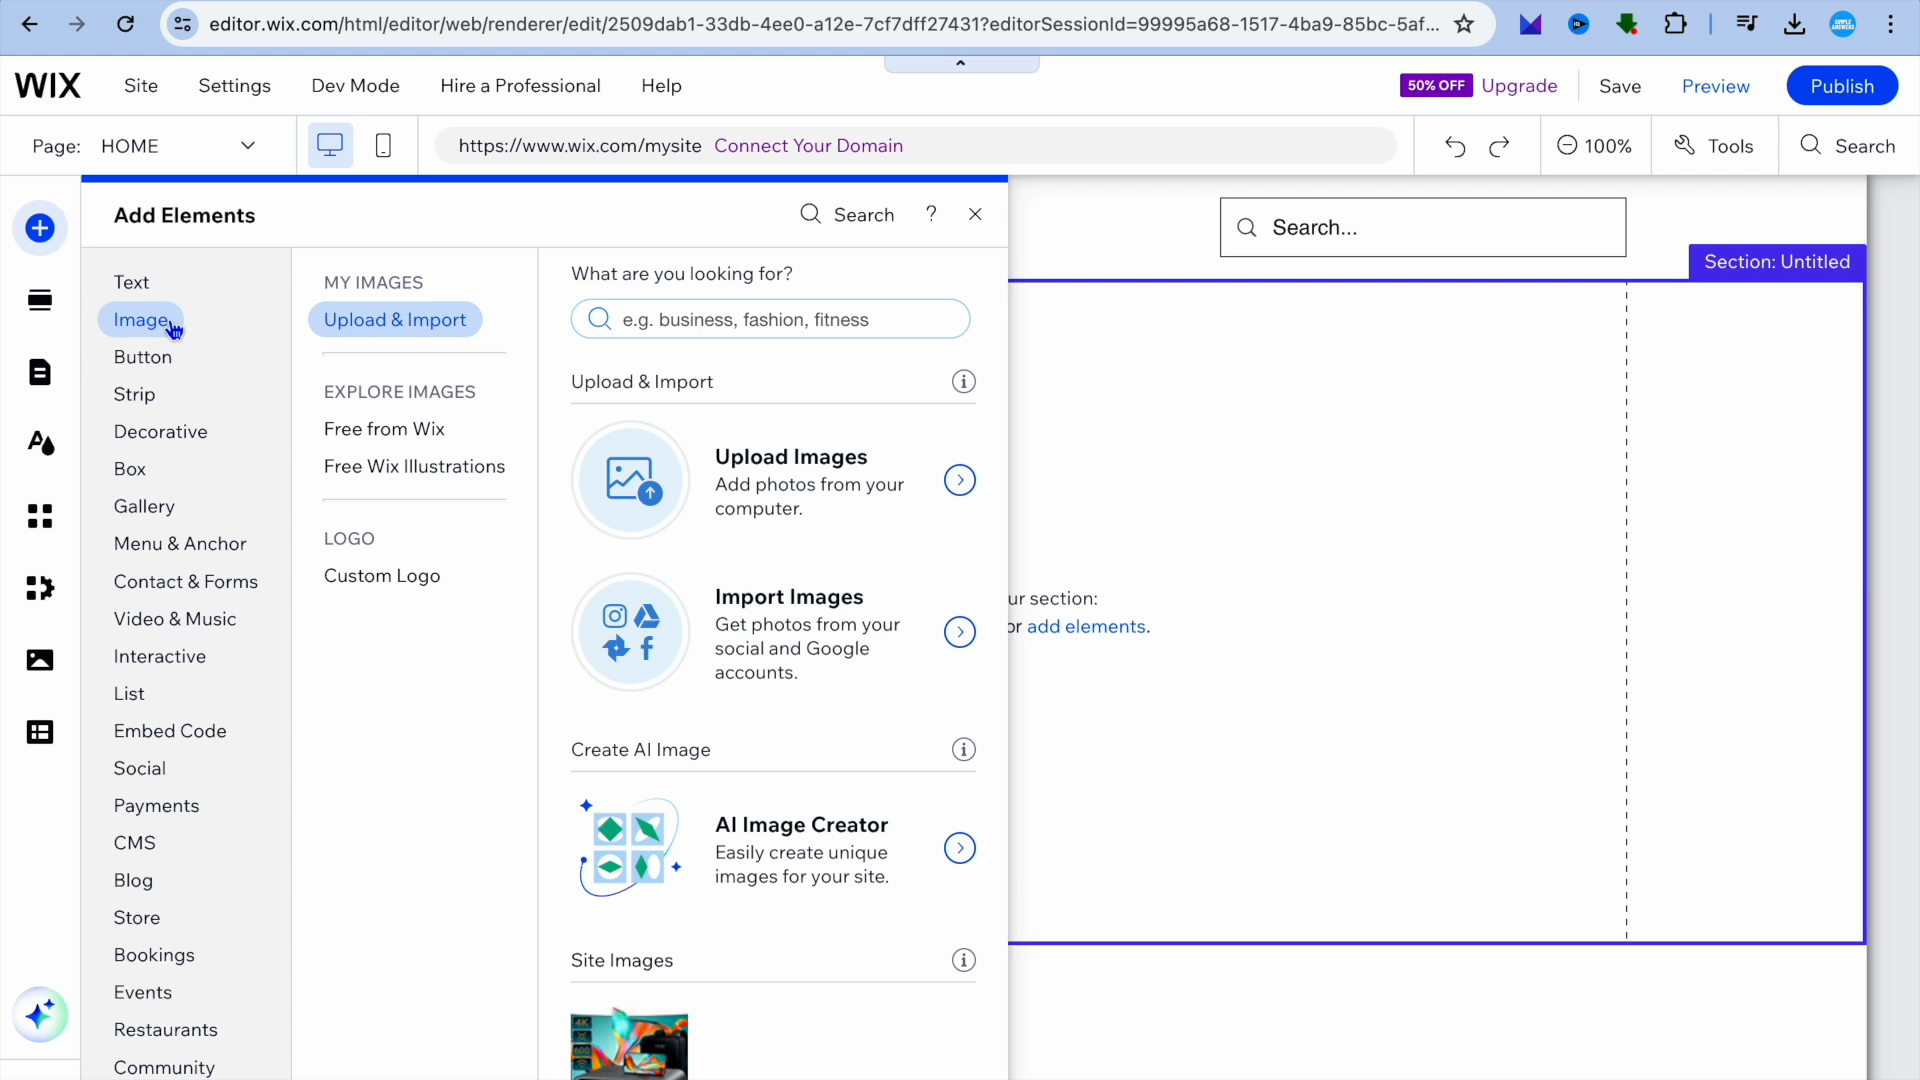 editor.wix.com/html/editor/web/renderer/edit/2509dab1-33db-4ee0-a12e-7cf7dff27431?editorSessionId=99995a68-1517-4ba9-85bc-5af...
WIX
Site
Settings
Dev Mode
Hire a Professional
Help
50% OFF
Upgrade
Save
Preview
Publish
Page: HOME
https://www.wix.com/mysite Connect Your Domain
100%
Tools
Search
Add Elements
Search
?
Text
Image
Button
Strip
Decorative
Box
Gallery
Menu & Anchor
Contact & Forms
Video & Music
Interactive
List
Embed Code
Social
Payments
CMS
Blog
Store
Bookings
Events
Restaurants
Community
MY IMAGES
Upload & Import
EXPLORE IMAGES
Free from Wix
Free Wix Illustrations
LOGO
Custom Logo
What are you looking for?
e.g. business, fashion, fitness
Upload & Import
Upload Images
Add photos from your
computer.
Import Images
Get photos from your
social and Google
accounts.
Create AI Image
AI Image Creator
Easily create unique
images for your site.
Site Images
4K
600
Search...
Section: Untitled
ur section:
or add elements.